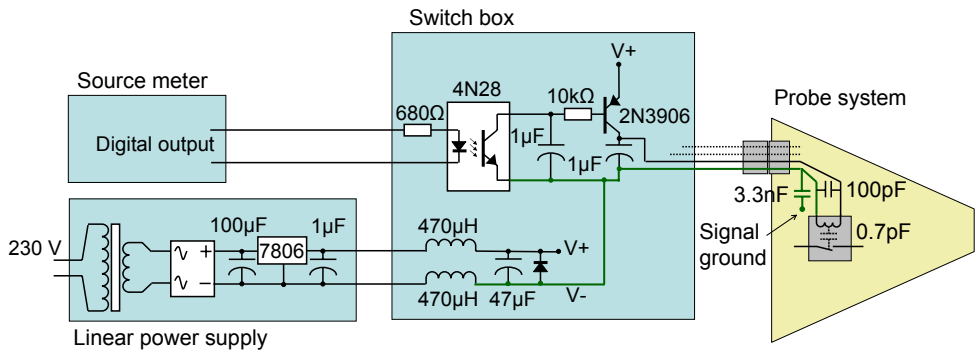 Switch box
V+
Source meter
4N28
680Ω
10kΩ
2N3906
Probe system
Digital output
1µF
1µF
3.3nF
100pF
100µF
1µF
470µH
230 V
7806
V+
Signal
ground
0.7pF
+
−
470µH
47µF
V-
Linear power supply